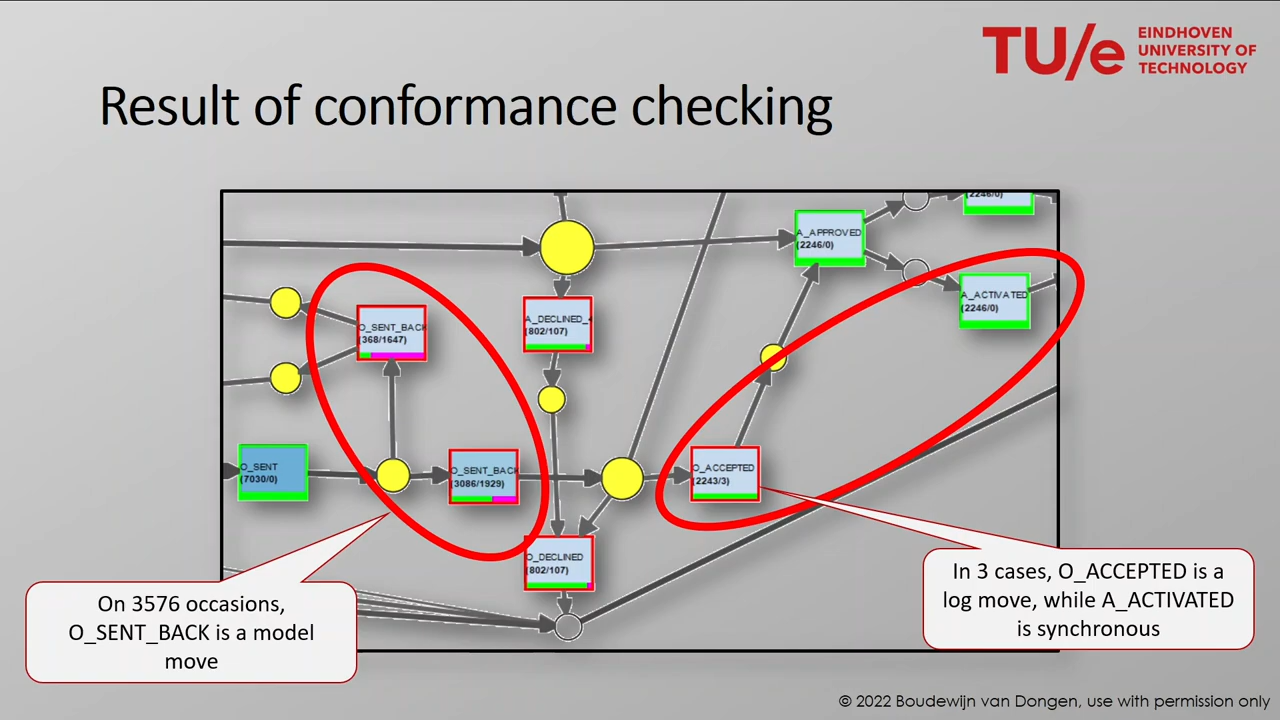 TU/e
EINDHOVEN
UNIVERSITY OF
TECHNOLOGY
Result of conformance checking
(2246/0)
A_APPROVED
(2246/0)
A_ACTIVATED
(2246/0)
O_SENT_BACK
(368/1647)
A_DECLINED_
(802/107)
O_SENT
(7030/0)
O_SENT_BACK
(3086/1929)
O_ACCEPTED
(2243/3)
O_DECLINED
(802/107)
On 3576 occasions,
O_SENT_BACK is a model
move
In 3 cases, O_ACCEPTED is a
log move, while A_ACTIVATED
is synchronous
© 2022 Boudewijn van Dongen, use with permission only